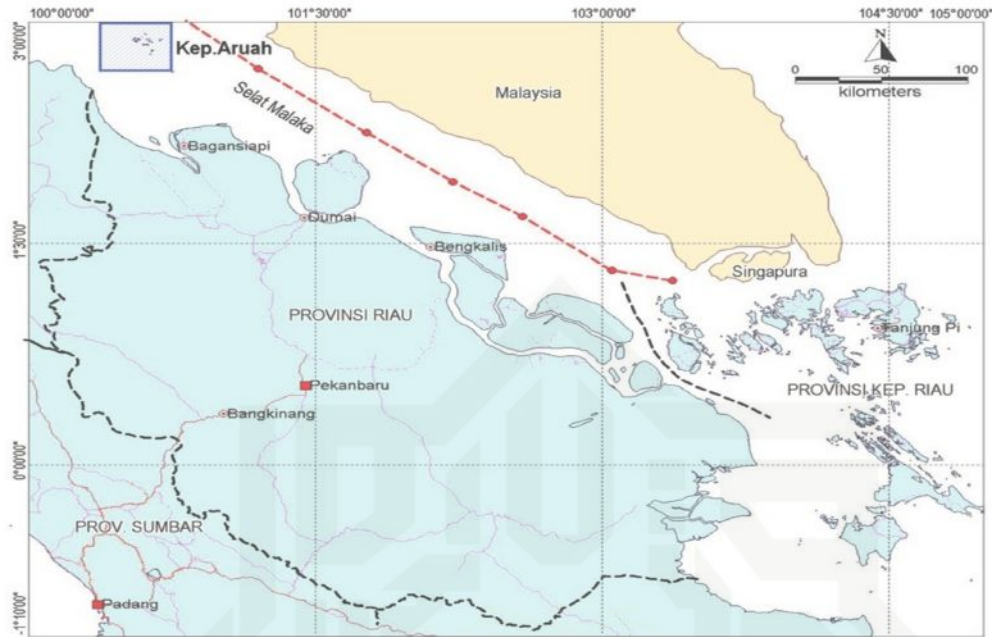 100°00'00" 101°30'00" 103°00'00" 104°30'00" 105°00'00"
3°00'00"
Kep.Aruah
N
0 50 100
kilometers
Malaysia
Selat Malaka
Bagansiapi
Dumai
1°30'00"
Bengkalis
Singapura
PROVINSI RIAU
Tanjung Pi
Pekanbaru
PROVINSI KEP. RIAU
Bangkinang
0°00'00"
PROV. SUMBAR
Padang
-1°10'00"